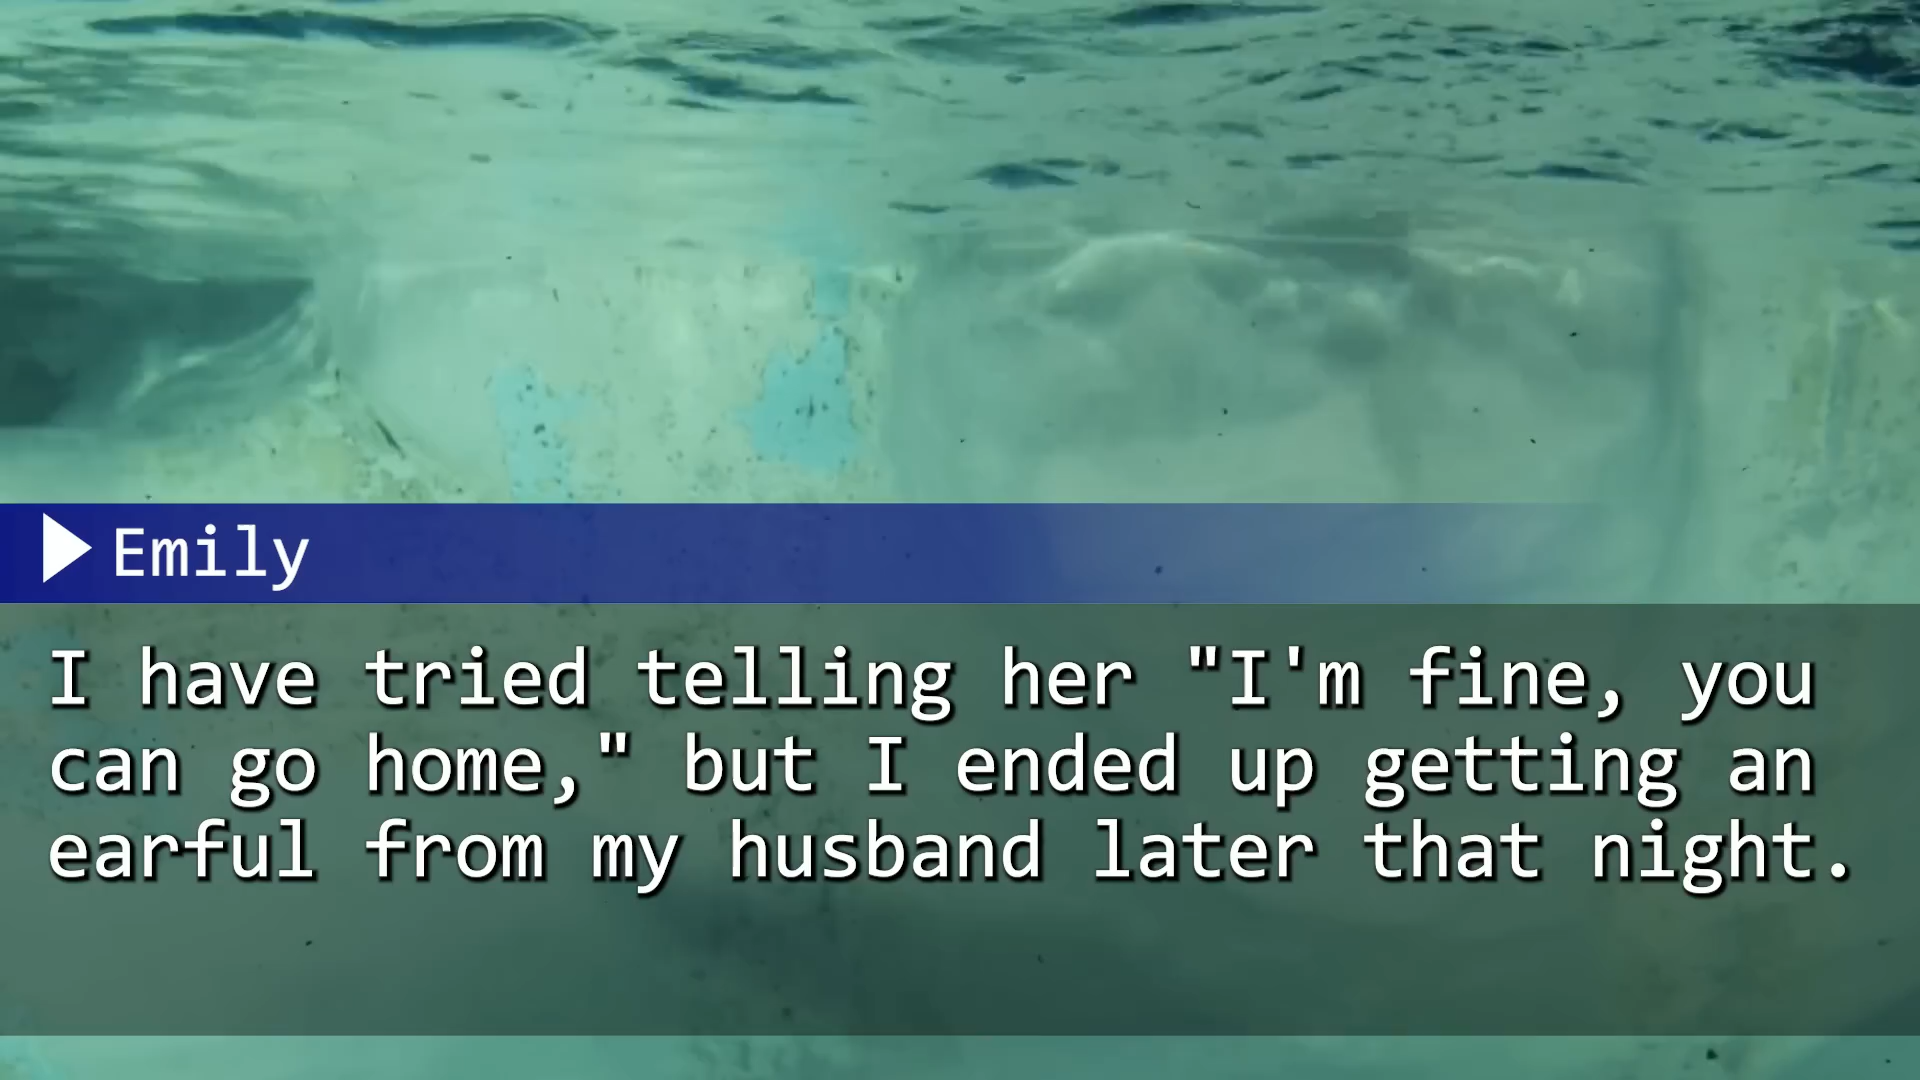 Emily
I have tried telling her "I'm fine, you
can go home," but I ended up getting an
earful from my husband later that night.